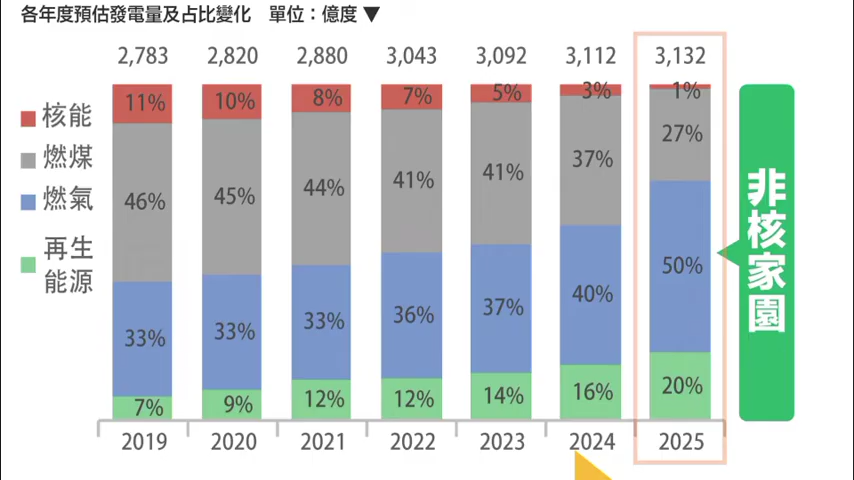 各年度預估發電量及占比變化 單位：億度▼
2,783 2,820 2,880 3,043 3,092 3,112 3,132
11% 10% 8% 7% 5% 3% 1%
核能
燃煤
46% 45% 44% 41% 41% 37% 27%
燃氣
再生
能源
33% 33% 33% 36% 37% 40% 50%
7% 9% 12% 12% 14% 16% 20%
2019 2020 2021 2022 2023 2024 2025
非核家園